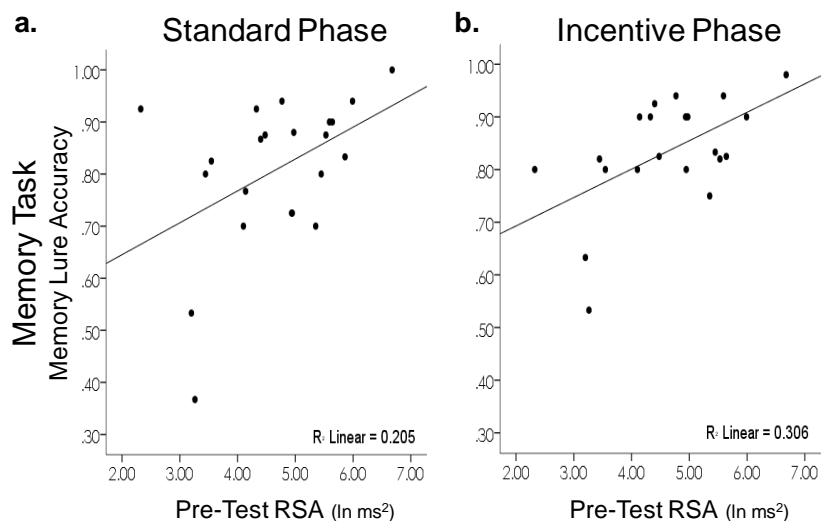 a.
Standard Phase
b.
Incentive Phase
Memory Task
Memory Lure Accuracy
1.00
.90
.80
.70
.60
.50
.40
.30
2.00 3.00 4.00 5.00 6.00 7.00
R² Linear = 0.205
Pre-Test RSA (ln ms²)
1.00
.90
.80
.70
.60
.50
.40
.30
2.00 3.00 4.00 5.00 6.00 7.00
R² Linear = 0.306
Pre-Test RSA (ln ms²)